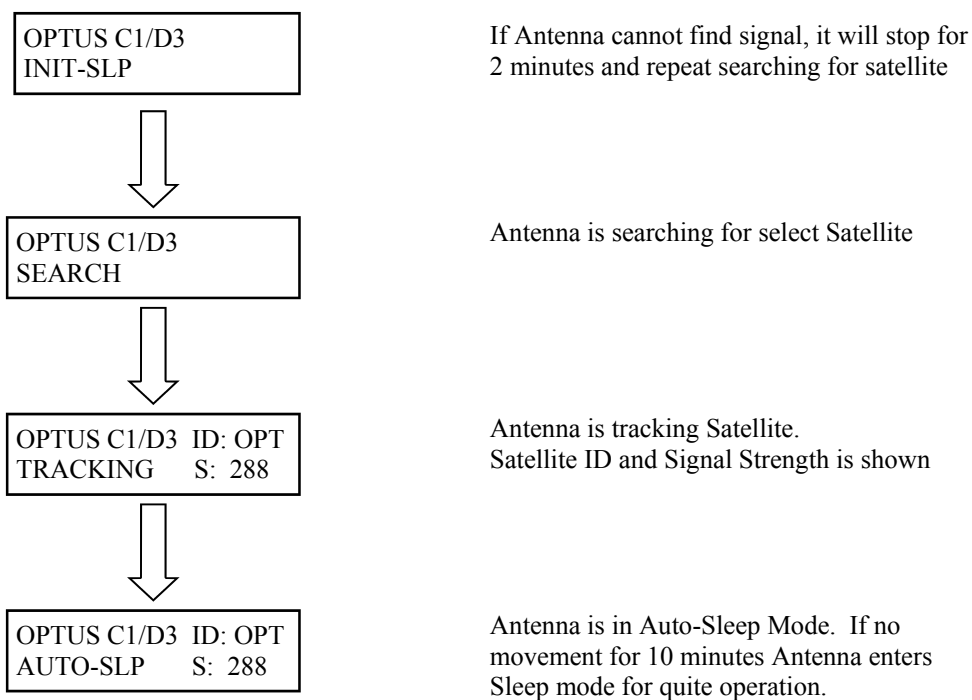 OPTUS C1/D3
INIT-SLP
If Antenna cannot find signal, it will stop for
2 minutes and repeat searching for satellite
OPTUS C1/D3
SEARCH
Antenna is searching for select Satellite
OPTUS C1/D3 ID: OPT
TRACKING S: 288
Antenna is tracking Satellite.
Satellite ID and Signal Strength is shown
OPTUS C1/D3 ID: OPT
AUTO-SLP S: 288
Antenna is in Auto-Sleep Mode. If no
movement for 10 minutes Antenna enters
Sleep mode for quite operation.